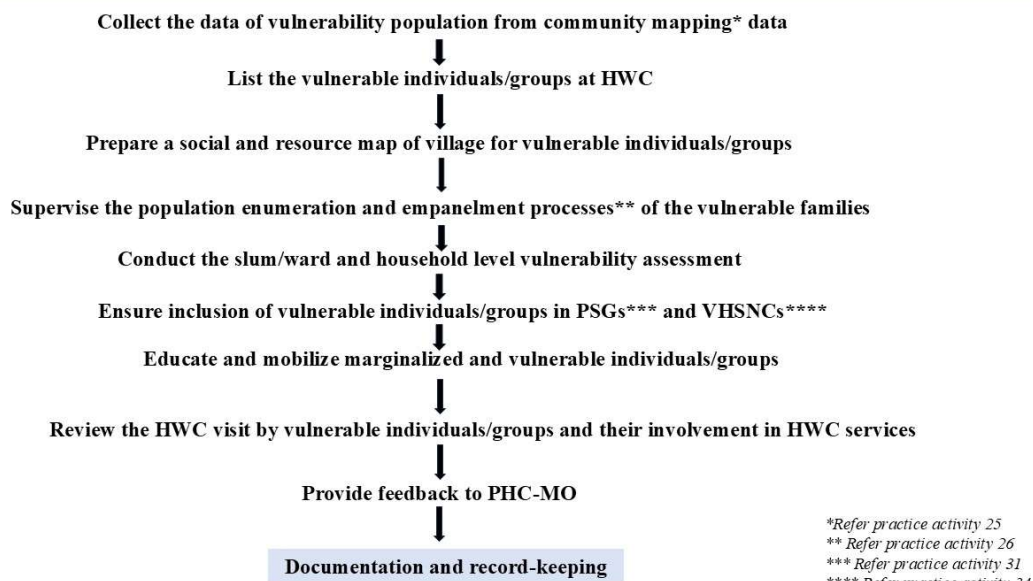 Collect the data of vulnerability population from community mapping* data
List the vulnerable individuals/groups at HWC
Prepare a social and resource map of village for vulnerable individuals/groups
Supervise the population enumeration and empanelment processes** of the vulnerable families
Conduct the slum/ward and household level vulnerability assessment
Ensure inclusion of vulnerable individuals/groups in PSGs*** and VHSNCs****
Educate and mobilize marginalized and vulnerable individuals/groups
Review the HWC visit by vulnerable individuals/groups and their involvement in HWC services
Provide feedback to PHC-MO
Documentation and record-keeping
*Refer practice activity 25
** Refer practice activity 26
*** Refer practice activity 31
**** Refer practice activity